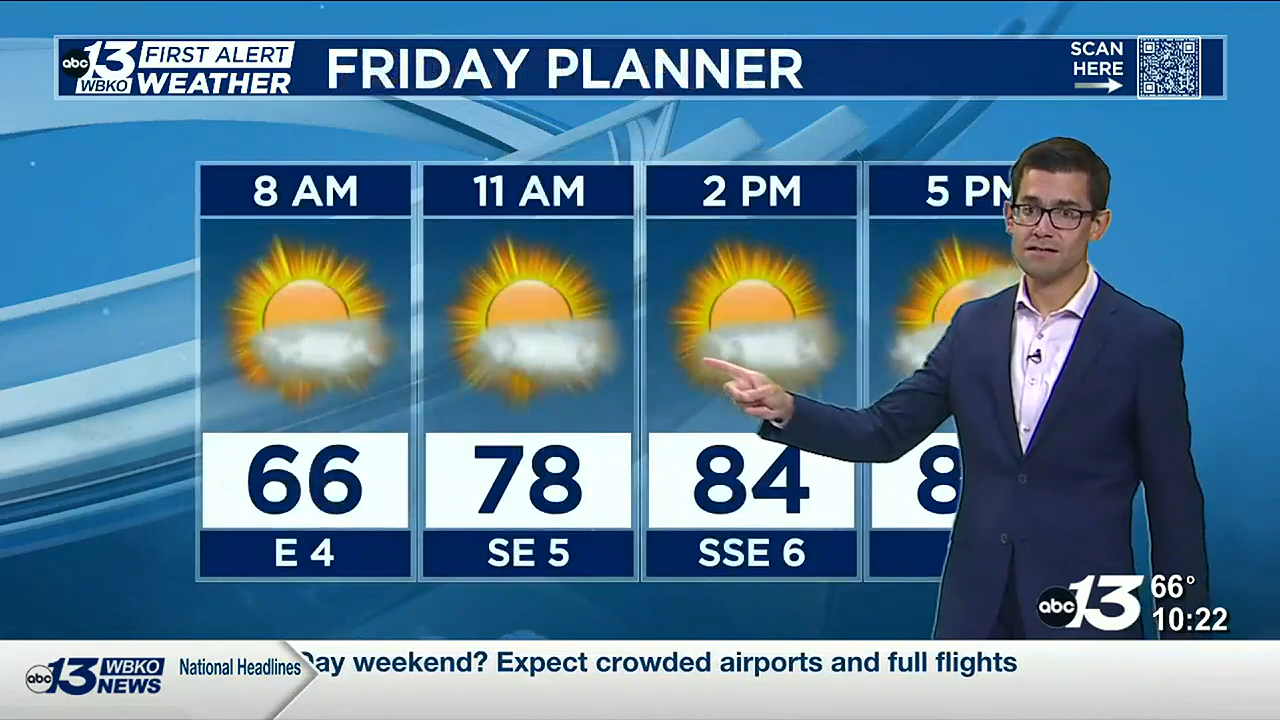 abc 13 WBKO
FIRST ALERT
WEATHER
FRIDAY PLANNER
SCAN
HERE
8 AM
11 AM
2 PM
5 PM
66
78
84
8
E 4
SE 5
SSE 6
abc 13
66°
10:22
abc 13 WBKO
NEWS
National Headlines
Day weekend? Expect crowded airports and full flights